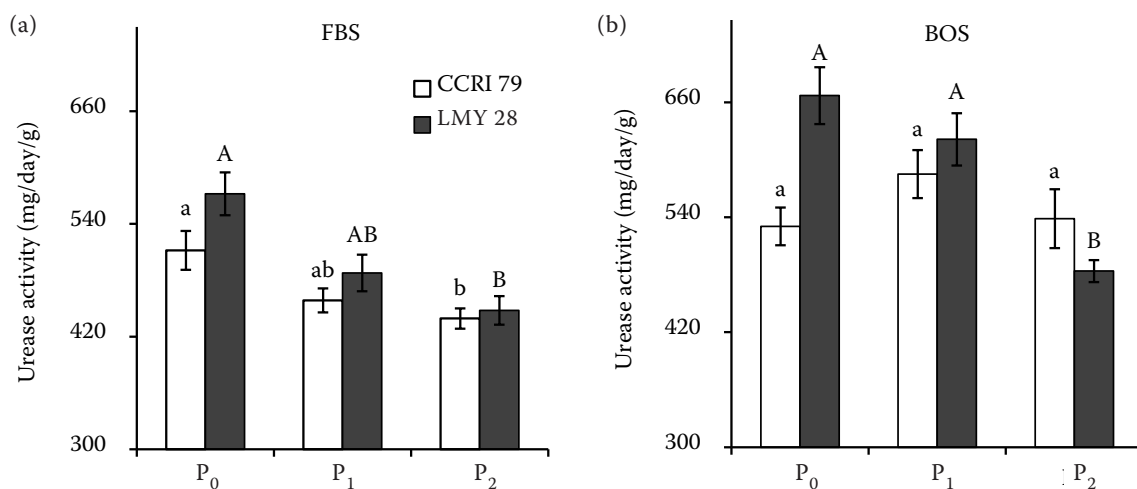 (a)
FBS
CCRI 79
LMY 28
Urease activity (mg/day/g)
660
540
420
300
a
A
ab
AB
b
B
P0
P1
P2
(b)
BOS
Urease activity (mg/day/g)
660
540
420
300
a
A
a
A
a
B
P0
P1
: P2